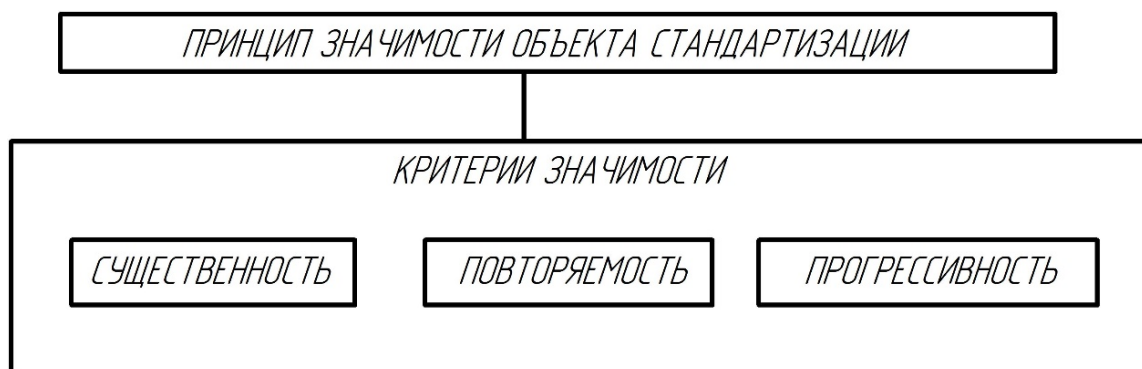 ПРИНЦИП ЗНАЧИМОСТИ ОБЪЕКТА СТАНДАРТИЗАЦИИ
КРИТЕРИИ ЗНАЧИМОСТИ
СУЩЕСТВЕННОСТЬ
ПОВТОРЯЕМОСТЬ
ПРОГРЕССИВНОСТЬ